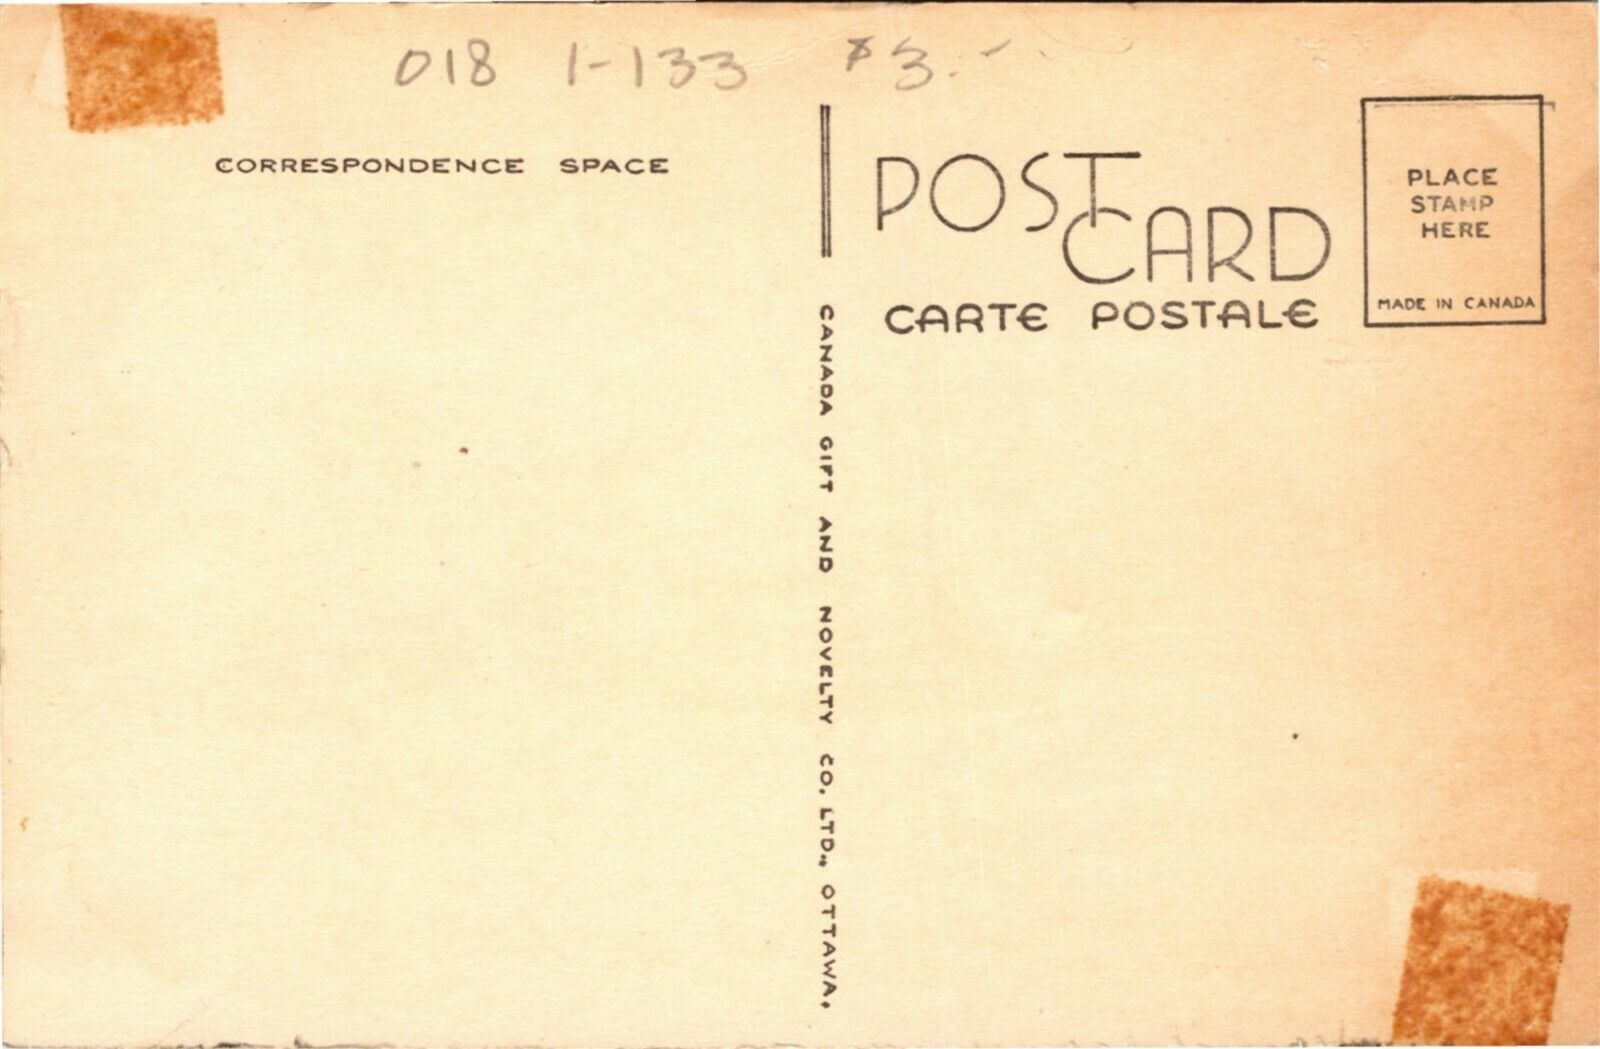 018 1-133 $3.-
CORRESPONDENCE SPACE
POST CARD
CARTE POSTALE
PLACE
STAMP
HERE
MADE IN CANADA
CANADA GIFT AND NOVELTY CO. LTD., OTTAWA.